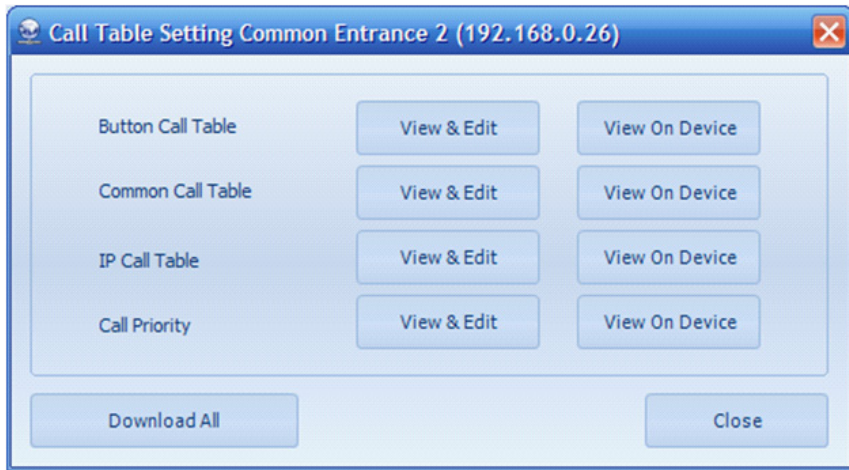 Call Table Setting Common Entrance 2 (192.168.0.26)
Button Call Table View & Edit View On Device
Common Call Table View & Edit View On Device
IP Call Table View & Edit View On Device
Call Priority View & Edit View On Device
Download All Close